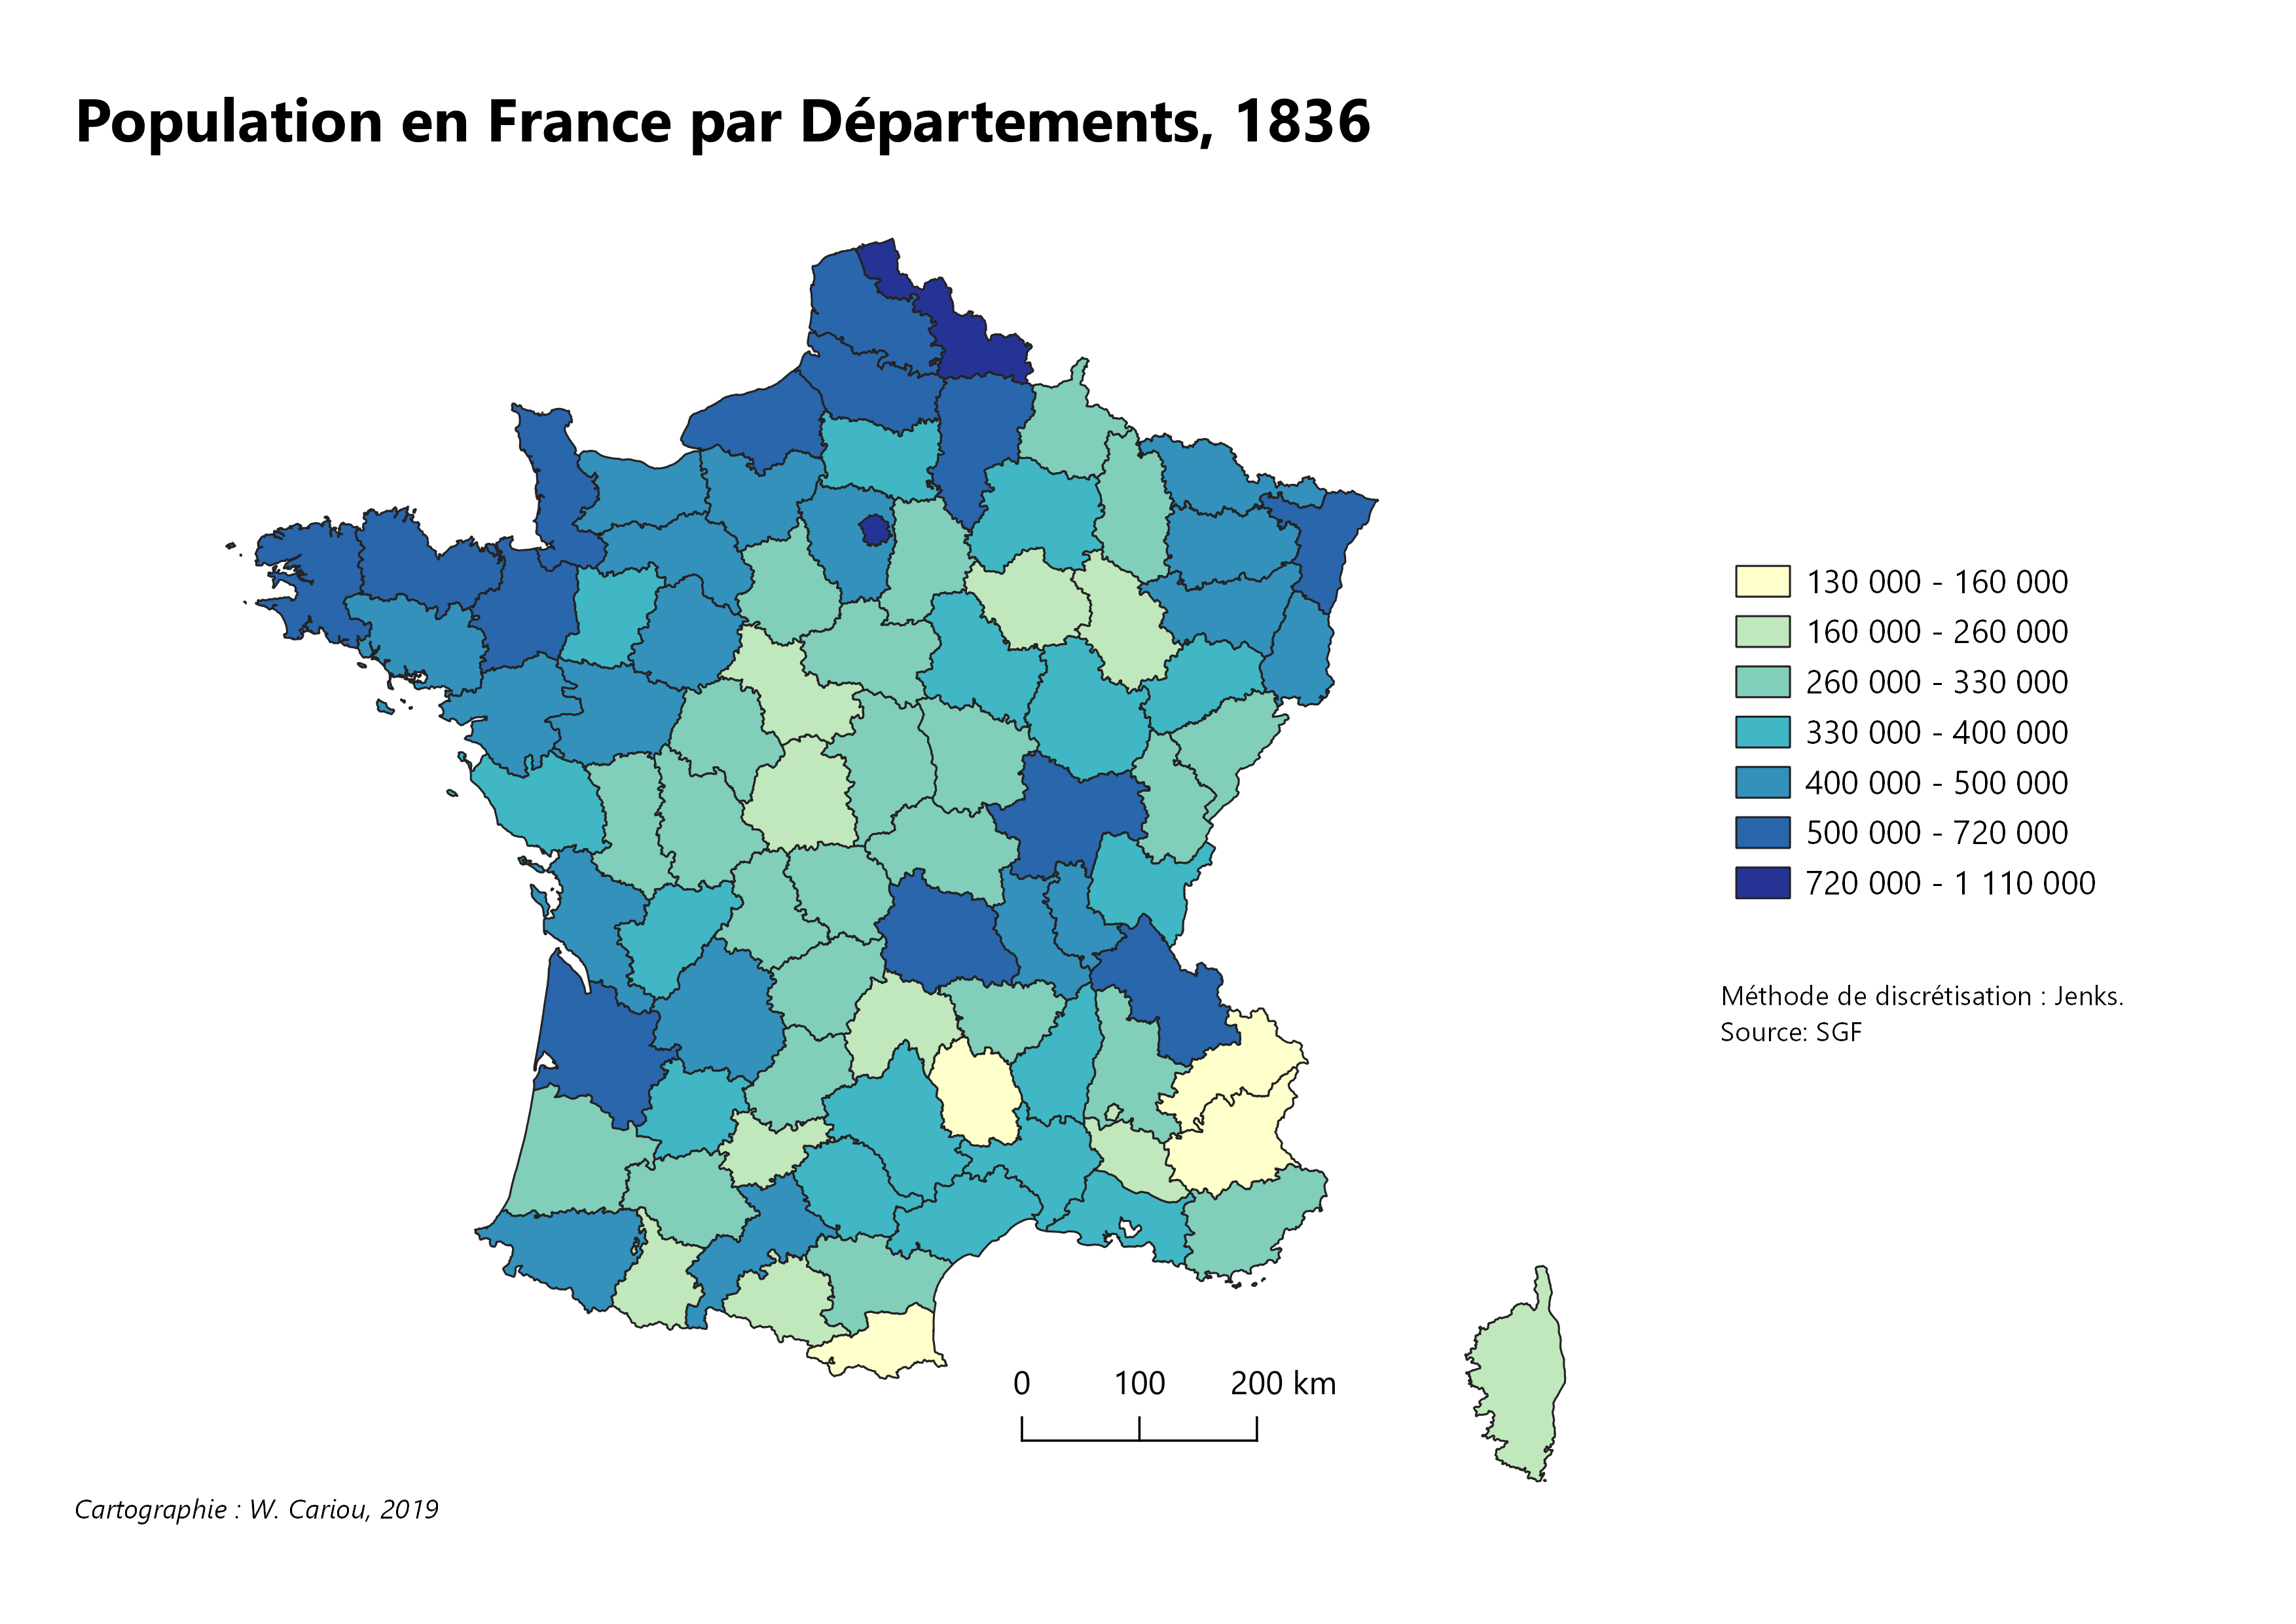 Population en France par Départements, 1836
130 000 - 160 000
160 000 - 260 000
260 000 - 330 000
330 000 - 400 000
400 000 - 500 000
500 000 - 720 000
720 000 - 1 110 000
Méthode de discrétisation : Jenks.
Source: SGF
0 100 200 km
Cartographie : W. Cariou, 2019